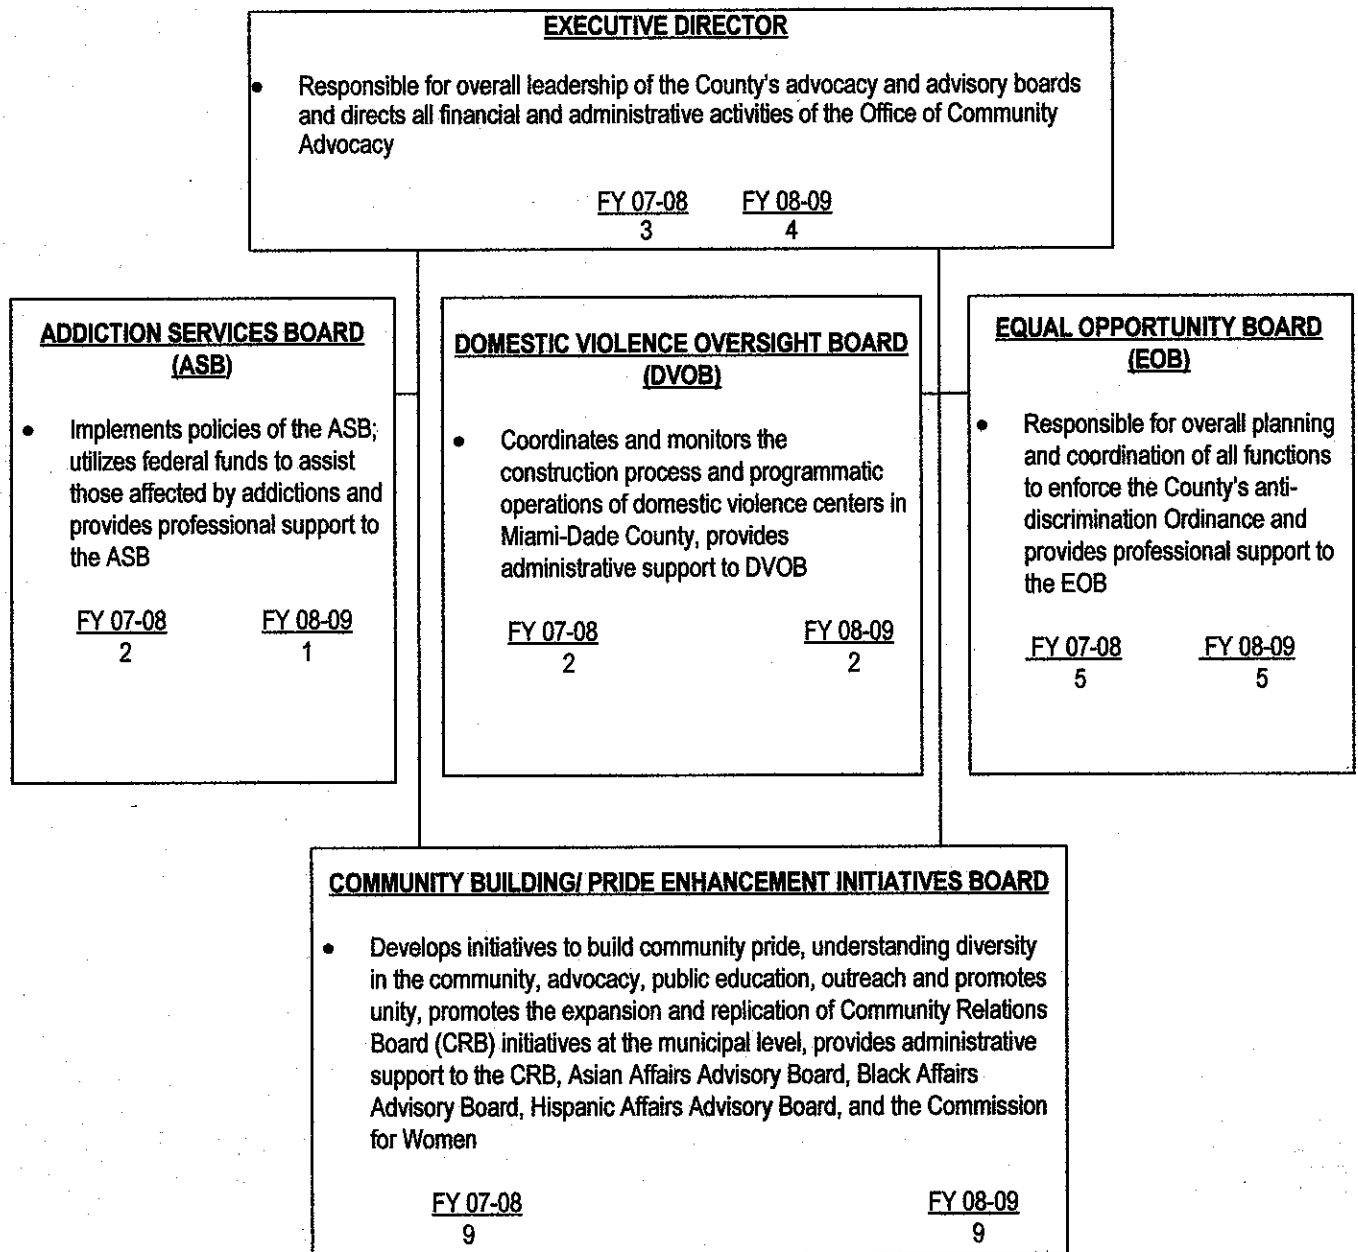 EXECUTIVE DIRECTOR
• Responsible for overall leadership of the County's advocacy and advisory boards
and directs all financial and administrative activities of the Office of Community
Advocacy
FY 07-08 FY 08-09
3 4
ADDICTION SERVICES BOARD
(ASB)
• Implements policies of the ASB;
utilizes federal funds to assist
those affected by addictions and
provides professional support to
the ASB
FY 07-08 FY 08-09
2 1
DOMESTIC VIOLENCE OVERSIGHT BOARD
(DVOB)
• Coordinates and monitors the
construction process and programmatic
operations of domestic violence centers in
Miami-Dade County, provides
administrative support to DVOB
FY 07-08 FY 08-09
2 2
EQUAL OPPORTUNITY BOARD
(EOB)
• Responsible for overall planning
and coordination of all functions
to enforce the County's anti-
discrimination Ordinance and
provides professional support to
the EOB
FY 07-08 FY 08-09
5 5
COMMUNITY BUILDING/ PRIDE ENHANCEMENT INITIATIVES BOARD
• Develops initiatives to build community pride, understanding diversity
in the community, advocacy, public education, outreach and promotes
unity, promotes the expansion and replication of Community Relations
Board (CRB) initiatives at the municipal level, provides administrative
support to the CRB, Asian Affairs Advisory Board, Black Affairs
Advisory Board, Hispanic Affairs Advisory Board, and the Commission
for Women
FY 07-08 FY 08-09
9 9